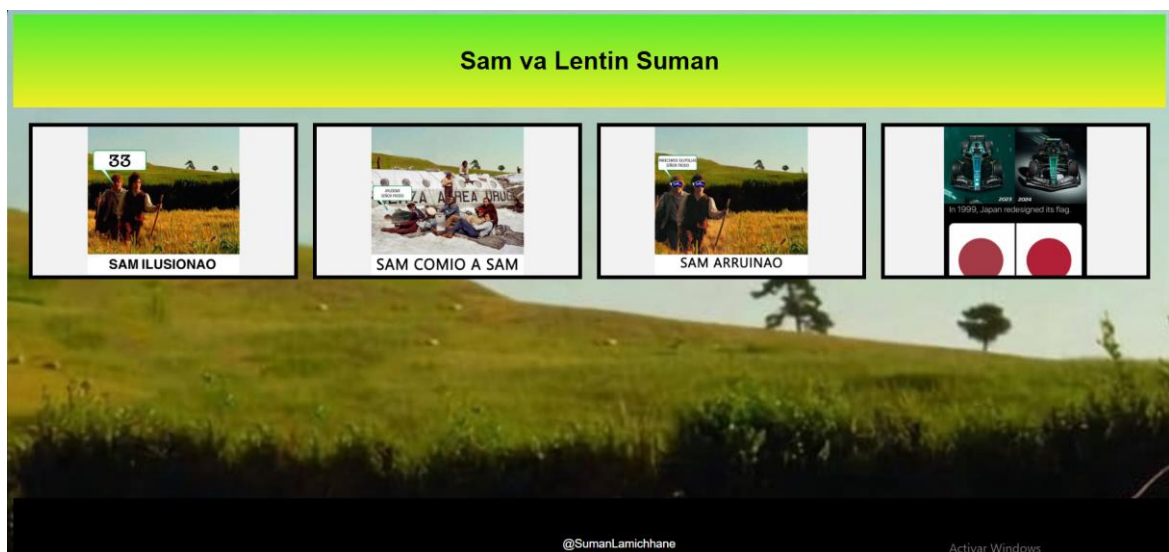 Sam va Lentin Suman
33
SAM ILUSIONAO
ZA AEREA URUG
SAM COMIO A SAM
SAM ARRUINAO
2023 2024
In 1999, Japan redesigned its flag.
@SumanLamichhane
Activar Windows